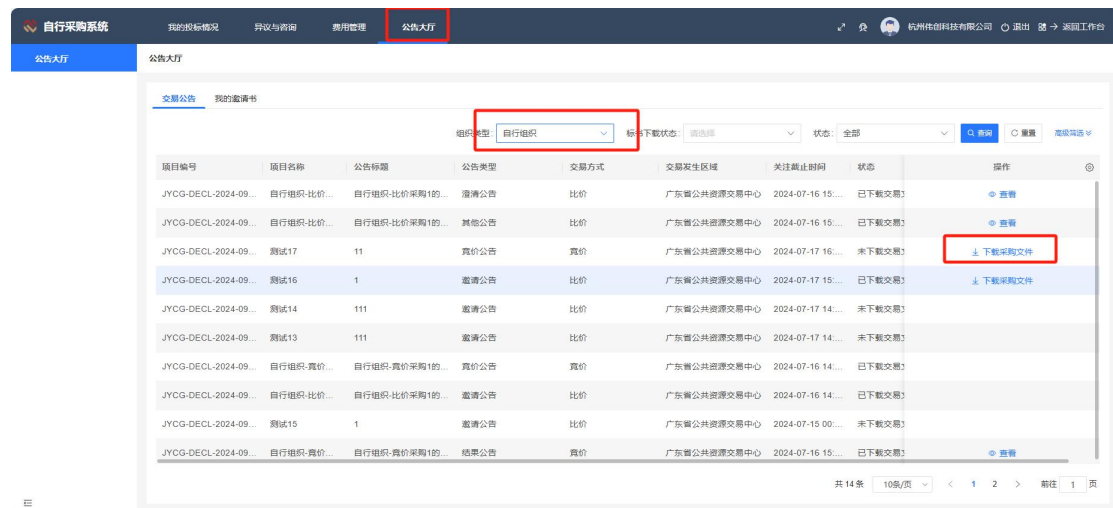 自行采购系统 我的投标情况 异议与咨询 费用管理 公告大厅 杭州伟创科技有限公司 退出 返回工作台
公告大厅 公告大厅
交易公告 我的邀请书
组织类型: 自行组织 标书下载状态: 请选择 状态: 全部 查询 重置 高级筛选
项目编号 项目名称 公告标题 公告类型 交易方式 交易发生区域 关注截止时间 状态 操作
JYCG-DECL-2024-09... 自行组织-比价... 自行组织-比价采购1的... 澄清公告 比价 广东省公共资源交易中心 2024-07-16 15:... 已下载交易 查看
JYCG-DECL-2024-09... 自行组织-比价... 自行组织-比价采购1的... 其他公告 比价 广东省公共资源交易中心 2024-07-16 15:... 已下载交易 查看
JYCG-DECL-2024-09... 测试17 11 竞价公告 竞价 广东省公共资源交易中心 2024-07-17 16:... 未下载交易 下载采购文件
JYCG-DECL-2024-09... 测试16 1 邀请公告 比价 广东省公共资源交易中心 2024-07-17 15:... 已下载交易 下载采购文件
JYCG-DECL-2024-09... 测试14 111 邀请公告 比价 广东省公共资源交易中心 2024-07-17 14:... 未下载交易
JYCG-DECL-2024-09... 测试13 111 邀请公告 比价 广东省公共资源交易中心 2024-07-17 14:... 未下载交易
JYCG-DECL-2024-09... 自行组织-竞价... 自行组织-竞价采购1的... 竞价公告 竞价 广东省公共资源交易中心 2024-07-16 14:... 已下载交易
JYCG-DECL-2024-09... 自行组织-比价... 自行组织-比价采购1的... 邀请公告 比价 广东省公共资源交易中心 2024-07-16 14:... 已下载交易
JYCG-DECL-2024-09... 测试15 1 邀请公告 比价 广东省公共资源交易中心 2024-07-15 00:... 未下载交易
JYCG-DECL-2024-09... 自行组织-竞价... 自行组织-竞价采购1的... 结果公告 竞价 广东省公共资源交易中心 2024-07-16 15:... 已下载交易 查看
共 14 条 10条/页 1 2 前往 1 页